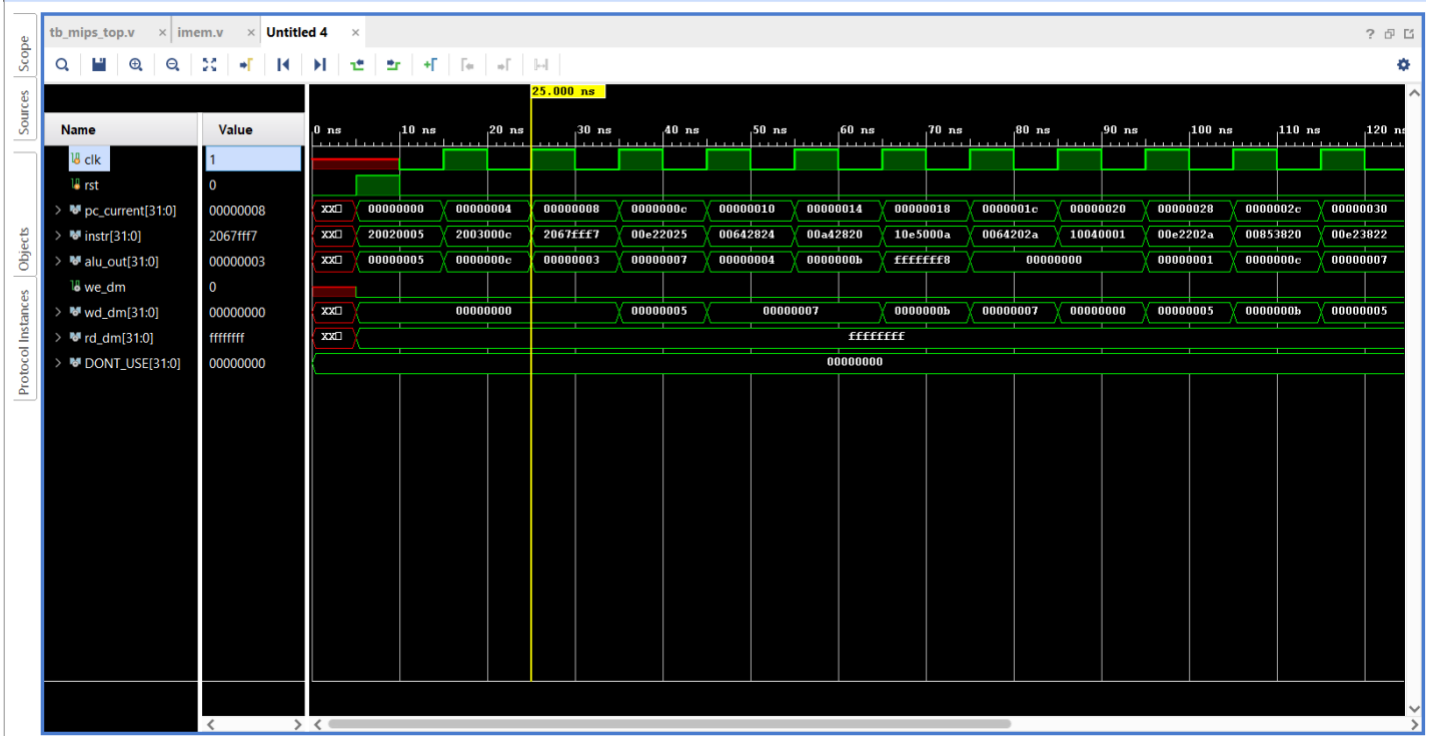 Scope
Sources
Objects
Protocol Instances
tb_mips_top.v × imem.v × Untitled 4 ×
?
25.000 ns
Name Value 0 ns 10 ns 20 ns 30 ns 40 ns 50 ns 60 ns 70 ns 80 ns 90 ns 100 ns 110 ns 120 ns
clk 1
rst 0
> pc_current[31:0] 00000008 XX 00000000 00000004 00000008 0000000c 00000010 00000014 00000018 0000001c 00000020 00000028 0000002c 00000030
> instr[31:0] 2067fff7 XX 20020005 2003000c 2067fff7 00e22025 00642824 00a42820 10e5000a 0064202a 10040001 00e2202a 00853820 00e23822
> alu_out[31:0] 00000003 XX 00000005 0000000c 00000003 00000007 00000004 0000000b fffffff8 00000000 00000001 0000000c 00000007
we_dm 0
> wd_dm[31:0] 00000000 XX 00000000 00000005 00000007 0000000b 00000007 00000000 00000005 0000000b 00000005
> rd_dm[31:0] ffffffff XX ffffffff
> DONT_USE[31:0] 00000000 00000000